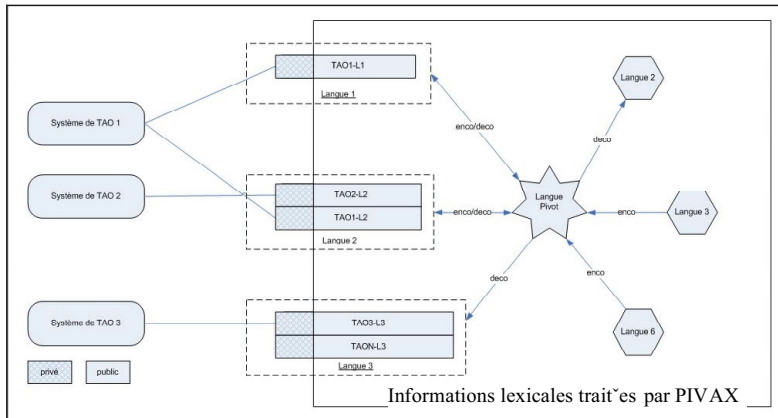 TAO1-L1
Langue 1
Système de TAO 1
Système de TAO 2
TAO2-L2
TAO1-L2
Langue 2
Système de TAO 3
TAO3-L3
TAON-L3
Langue 3
privé
public
enco/deco
enco/deco
deco
Langue
Pivot
deco
enco
enco
Langue 2
Langue 3
Langue 6
Informations lexicales traitˇes par PIVAX